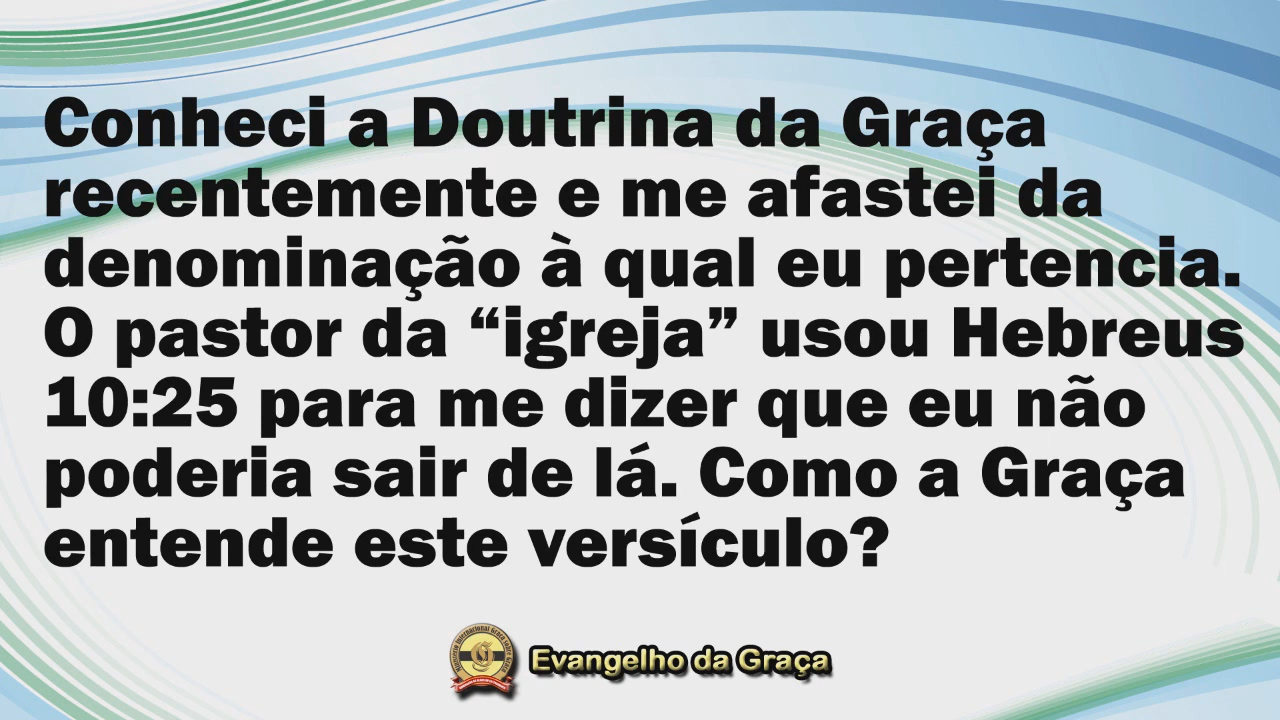 Conheci a Doutrina da Graça
recentemente e me afastei da
denominação à qual eu pertencia.
O pastor da “igreja” usou Hebreus
10:25 para me dizer que eu não
poderia sair de lá. Como a Graça
entende este versículo?
Evangelho da Graça